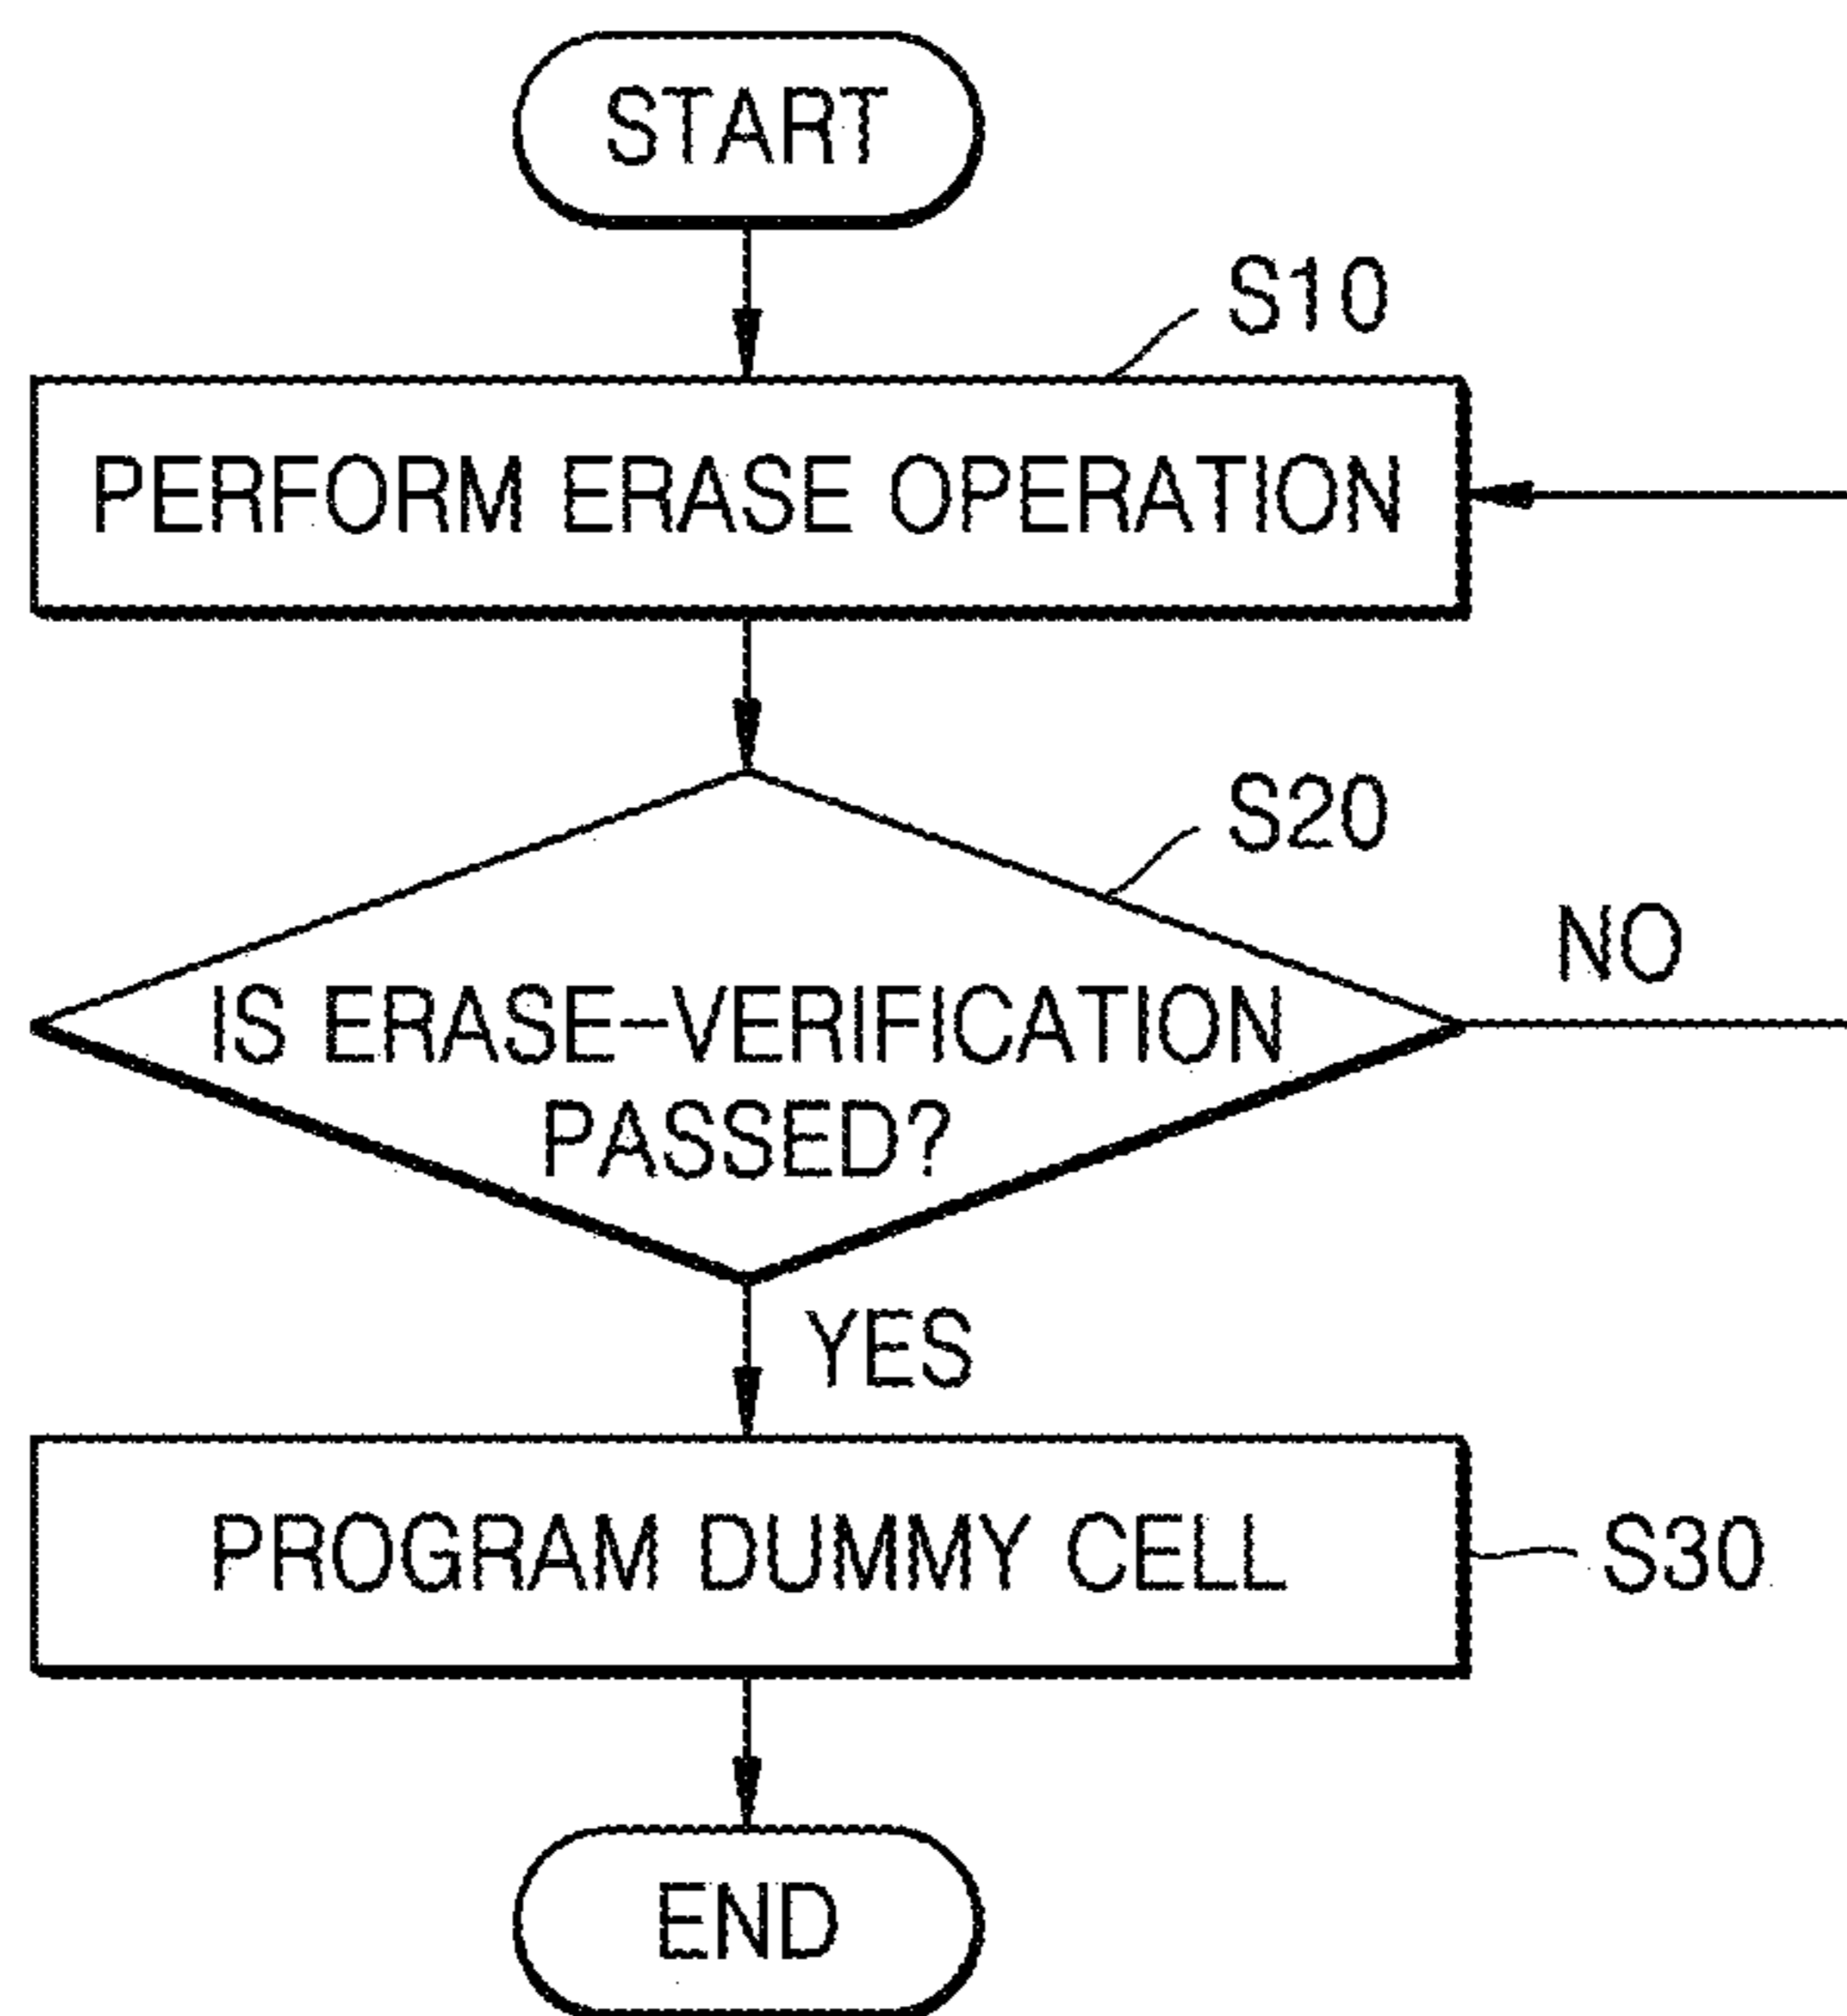 START
S10
PERFORM ERASE OPERATION
S20
NO
IS ERASE-VERIFICATION
PASSED?
YES
PROGRAM DUMMY CELL
S30
END